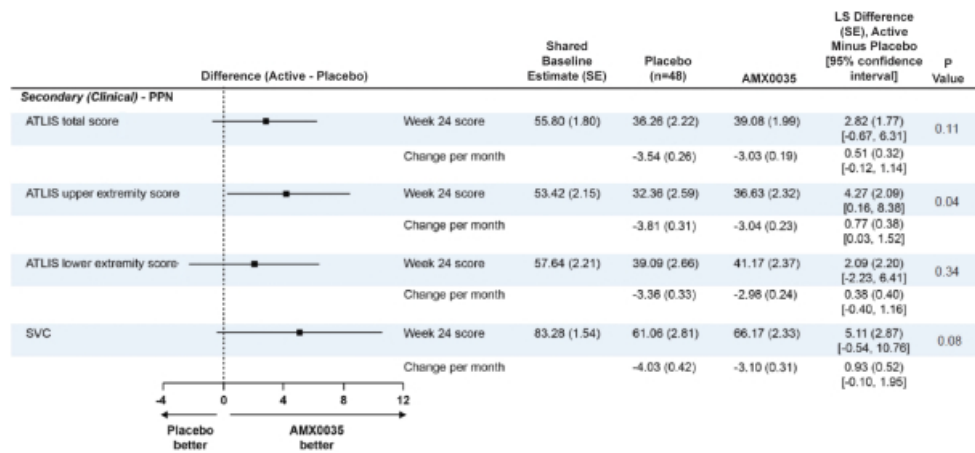 LS Difference
(SE), Active
Minus Placebo
[95% confidence
interval]
Shared
Baseline
Estimate (SE)
Placebo
(n=48)
AMX0035
P
Value
Difference (Active - Placebo)
Secondary (Clinical) - PPN
ATLIS total score Week 24 score 55.80 (1.80) 36.26 (2.22) 39.08 (1.99) 2.82 (1.77) 0.11
[-0.67, 6.31]
Change per month -3.54 (0.26) -3.03 (0.19) 0.51 (0.32)
[-0.12, 1.14]
ATLIS upper extremity score Week 24 score 53.42 (2.15) 32.36 (2.59) 36.63 (2.32) 4.27 (2.09) 0.04
[0.16, 8.38]
Change per month -3.81 (0.31) -3.04 (0.23) 0.77 (0.38)
[0.03, 1.52]
ATLIS lower extremity score Week 24 score 57.64 (2.21) 39.09 (2.66) 41.17 (2.37) 2.09 (2.20) 0.34
[-2.23, 6.41]
Change per month -3.36 (0.33) -2.98 (0.24) 0.38 (0.40)
[-0.40, 1.16]
SVC Week 24 score 83.28 (1.54) 61.06 (2.81) 66.17 (2.33) 5.11 (2.87) 0.08
[-0.54, 10.76]
Change per month -4.03 (0.42) -3.10 (0.31) 0.93 (0.52)
[-0.10, 1.95]
-4 0 4 8 12
Placebo
better
AMX0035
better